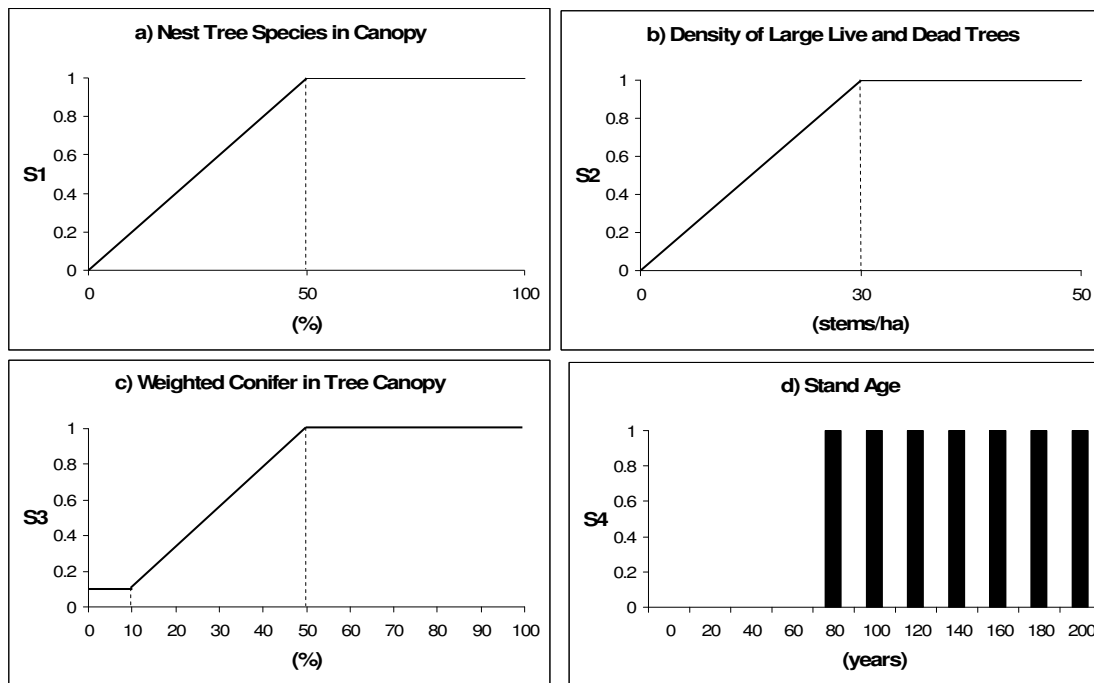 a) Nest Tree Species in Canopy
1
0.8
0.6
S1
0.4
0.2
0
0 50 100
(%)
b) Density of Large Live and Dead Trees
1
0.8
0.6
S2
0.4
0.2
0
0 30 50
(stems/ha)
c) Weighted Conifer in Tree Canopy
1
0.8
0.6
S3
0.4
0.2
0
0 10 20 30 40 50 60 70 80 90 100
(%)
d) Stand Age
1
0.8
0.6
S4
0.4
0.2
0
0 20 40 60 80 100 120 140 160 180 200
(years)